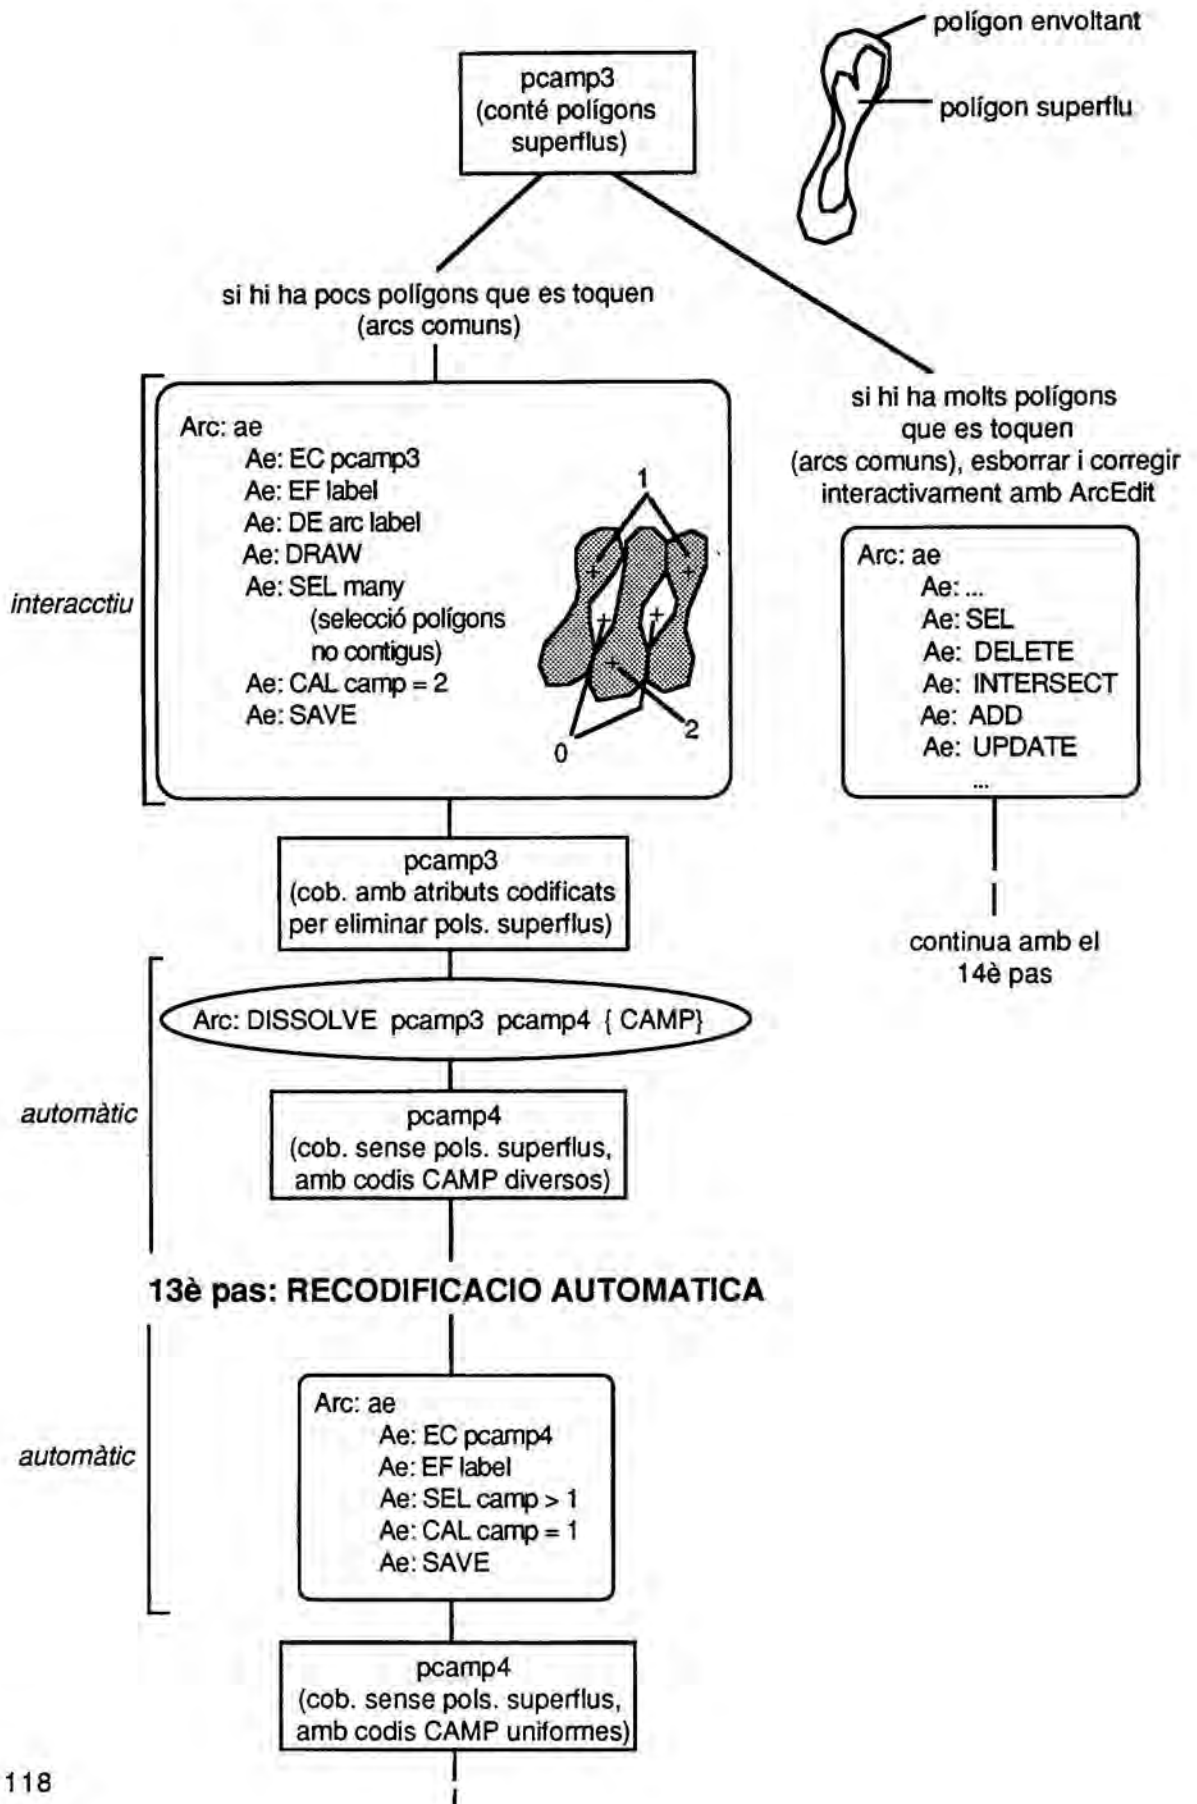 polígon envoltant
polígon superflu
pcamp3
(conté polígons
superflus)
si hi ha pocs polígons que es toquen
(arcs comuns)
interacctiu
Arc: ae
Ae: EC pcamp3
Ae: EF label
Ae: DE arc label
Ae: DRAW
Ae: SEL many
(selecció polígons
no contigus)
Ae: CAL camp = 2
Ae: SAVE
1
0
2
si hi ha molts polígons
que es toquen
(arcs comuns), esborrar i corregir
interactivament amb ArcEdit
Arc: ae
Ae: ...
Ae: SEL
Ae: DELETE
Ae: INTERSECT
Ae: ADD
Ae: UPDATE
...
continua amb el
14è pas
pcamp3
(cob. amb atributs codificats
per eliminar pols. superflus)
automàtic
Arc: DISSOLVE pcamp3 pcamp4 { CAMP}
pcamp4
(cob. sense pols. superflus,
amb codis CAMP diversos)
13è pas: RECODIFICACIO AUTOMATICA
automàtic
Arc: ae
Ae: EC pcamp4
Ae: EF label
Ae: SEL camp > 1
Ae: CAL camp = 1
Ae: SAVE
pcamp4
(cob. sense pols. superflus,
amb codis CAMP uniformes)
118